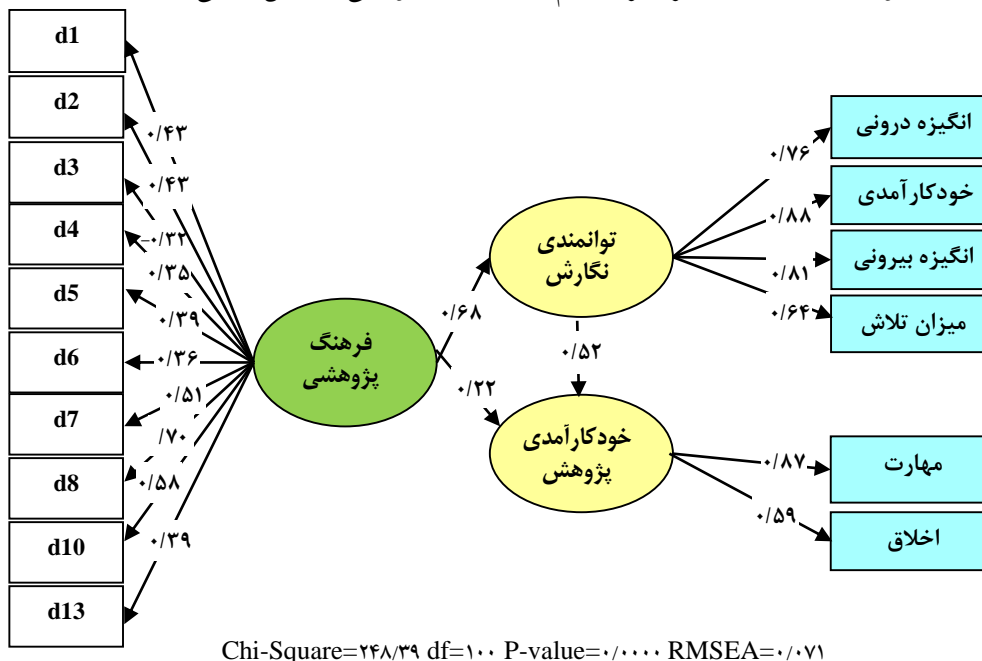 d1
d2
d3
d4
d5
d6
d7
d8
d10
d13
۰/۴۳
۰/۴۳
–۰/۳۲
۰/۳۵
۰/۳۹
۰/۳۶
۰/۵۱
/۷۰
۰/۵۸
۰/۳۹
فرهنگ
پژوهشی
۰/۶۸
۰/۲۲
توانمندی
نگارش
۰/۵۲
خودکارآمدی
پژوهش
۰/۷۶
۰/۸۸
۰/۸۱
۰/۶۴
انگیزه درونی
خودکارآمدی
انگیزه بیرونی
میزان تلاش
۰/۸۷
۰/۵۹
مهارت
اخلاق
Chi-Square=۲۴۸/۳۹ df=۱۰۰ P-value=۰/۰۰۰۰ RMSEA=۰/۰۷۱